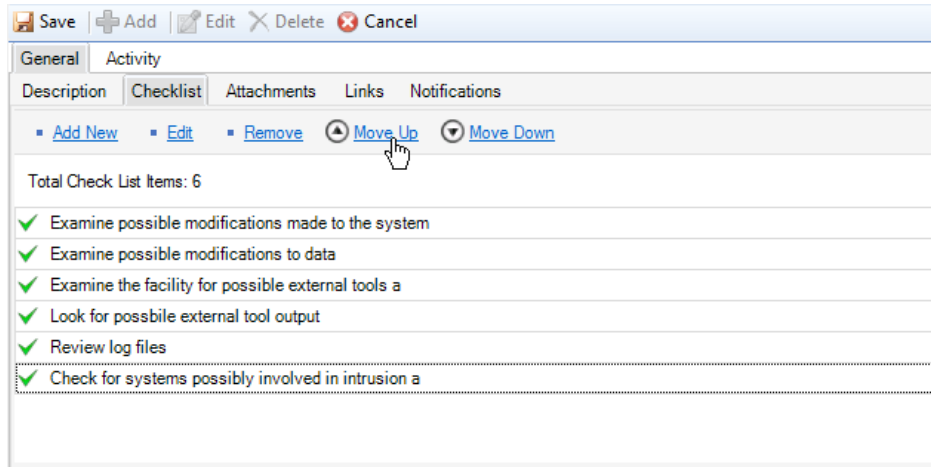 Save Add Edit Delete Cancel
General Activity
Description Checklist Attachments Links Notifications
Add New Edit Remove Move Up Move Down
Total Check List Items: 6
Examine possible modifications made to the system
Examine possible modifications to data
Examine the facility for possible external tools a
Look for possbile external tool output
Review log files
Check for systems possibly involved in intrusion a